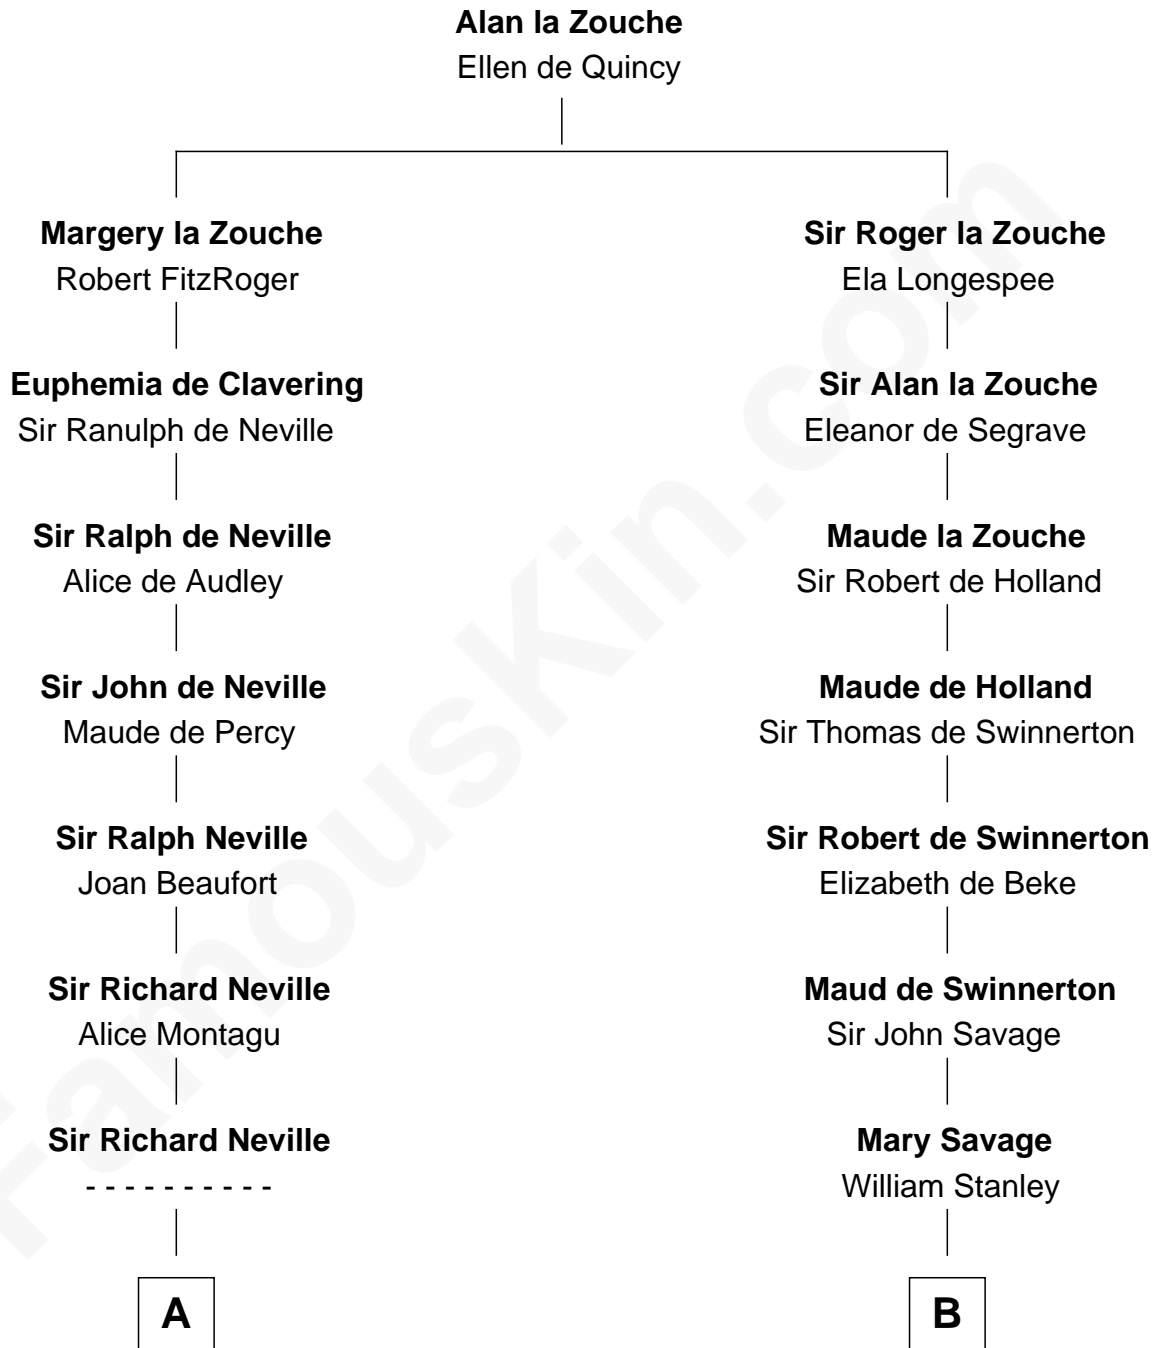 Alan la Zouche
Ellen de Quincy
Margery la Zouche
Robert FitzRoger
Sir Roger la Zouche
Ela Longespee
Euphemia de Clavering
Sir Ranulph de Neville
Sir Alan la Zouche
Eleanor de Segrave
Sir Ralph de Neville
Alice de Audley
Maude la Zouche
Sir Robert de Holland
Sir John de Neville
Maude de Percy
Maude de Holland
Sir Thomas de Swinnerton
Sir Ralph Neville
Joan Beaufort
Sir Robert de Swinnerton
Elizabeth de Beke
Sir Richard Neville
Alice Montagu
Maud de Swinnerton
Sir John Savage
Sir Richard Neville
- - - - - - - - - -
Mary Savage
William Stanley
A
B
FamousKin.com